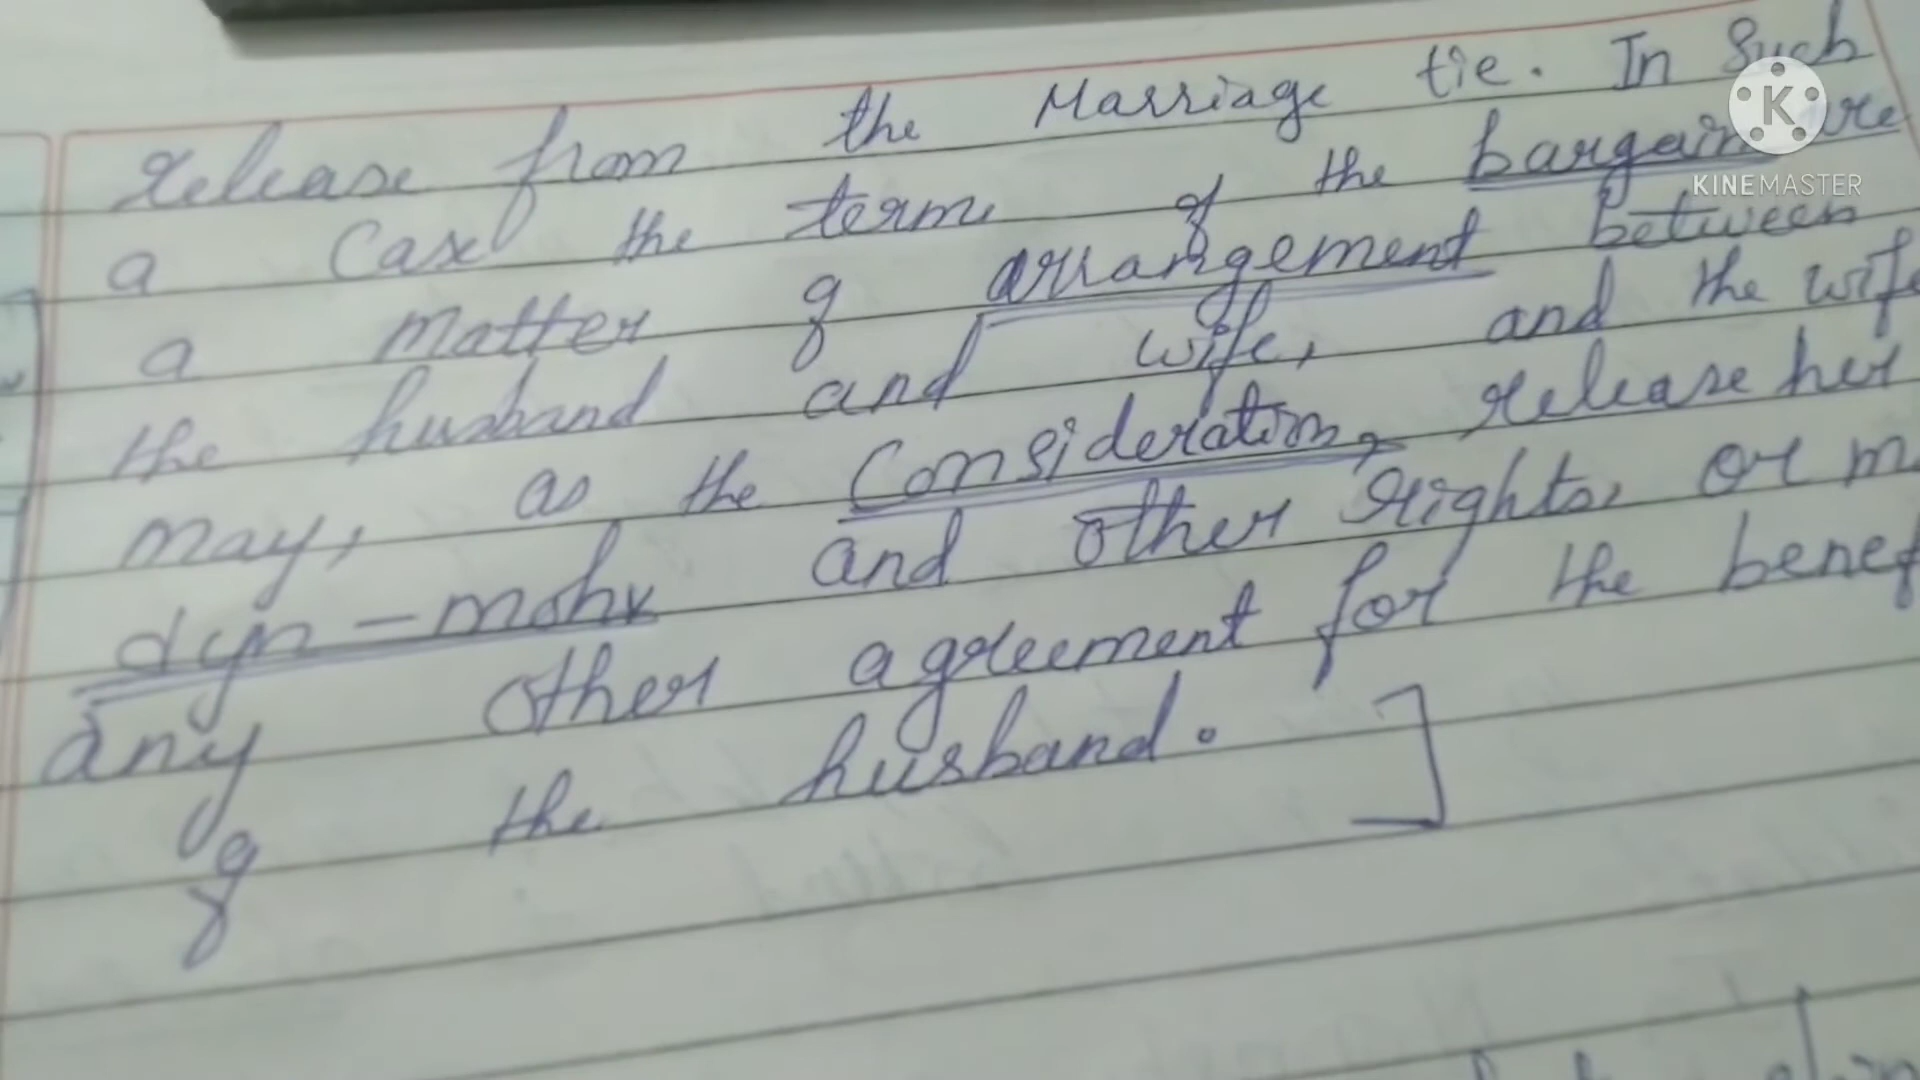 release from the Marriage tie. In Such
a Case the terms of the bargain are
a matter of arrangement between
the husband and wife, and the wife
may, as the Consideration, release her
dyn-mohr and other rights, or m
any other agreement for the benef
of the husband.
K
KINEMASTER